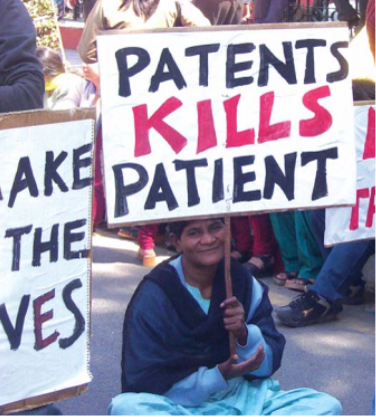 PATENTS
KILLS
PATIENT
AKE
THE
VES